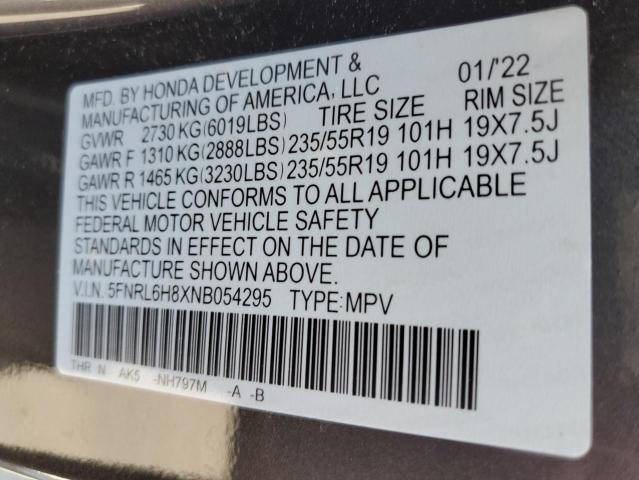 MFD. BY HONDA DEVELOPMENT & 01/'22
MANUFACTURING OF AMERICA, LLC
GVWR 2730 KG(6019LBS) TIRE SIZE RIM SIZE
GAWR F 1310 KG(2888LBS) 235/55R19 101H 19X7.5J
GAWR R 1465 KG(3230LBS) 235/55R19 101H 19X7.5J
THIS VEHICLE CONFORMS TO ALL APPLICABLE
FEDERAL MOTOR VEHICLE SAFETY
STANDARDS IN EFFECT ON THE DATE OF
MANUFACTURE SHOWN ABOVE.
V.I.N. 5FNRL6H8XNB054295 TYPE:MPV
THR N AK5 -NH797M -A -B